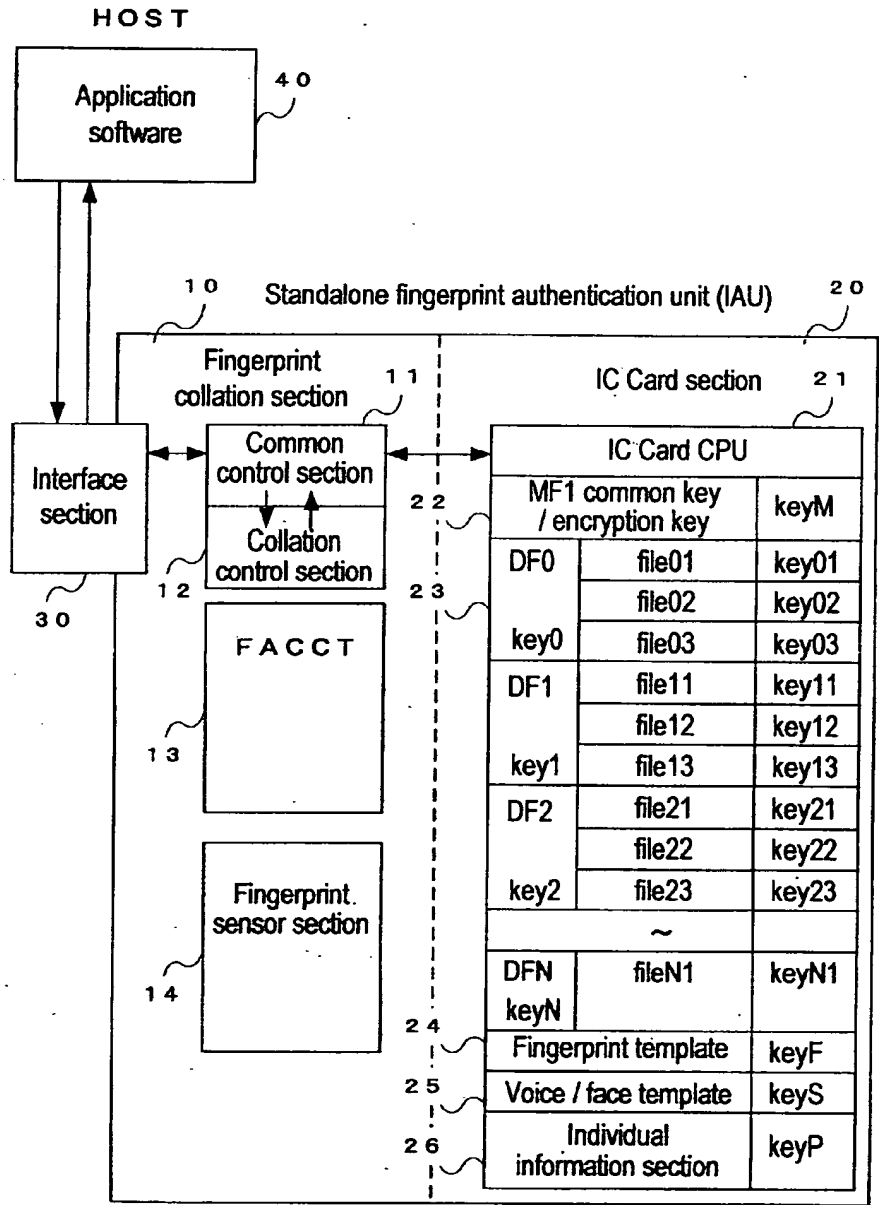 HOST
40
Application
software
10
Standalone fingerprint authentication unit (IAU)
20
Fingerprint
collation section
11
IC Card section
21
Interface
section
30
Common
control section
Collation
control section
12
FACCT
13
Fingerprint
sensor section
14
IC Card CPU
22
MF1 common key
/ encryption key
keyM
23
DF0
file01
key01
file02
key02
key0
file03
key03
DF1
file11
key11
file12
key12
key1
file13
key13
DF2
file21
key21
file22
key22
key2
file23
key23
~
DFN
fileN1
keyN1
keyN
24
Fingerprint template
keyF
25
Voice / face template
keyS
26
Individual
information section
keyP